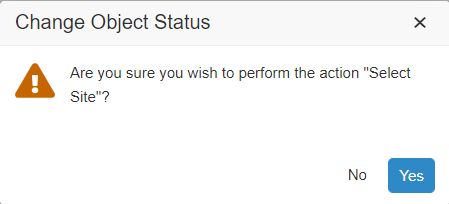 Change Object Status
Are you sure you wish to perform the action "Select
Site"?
No
Yes